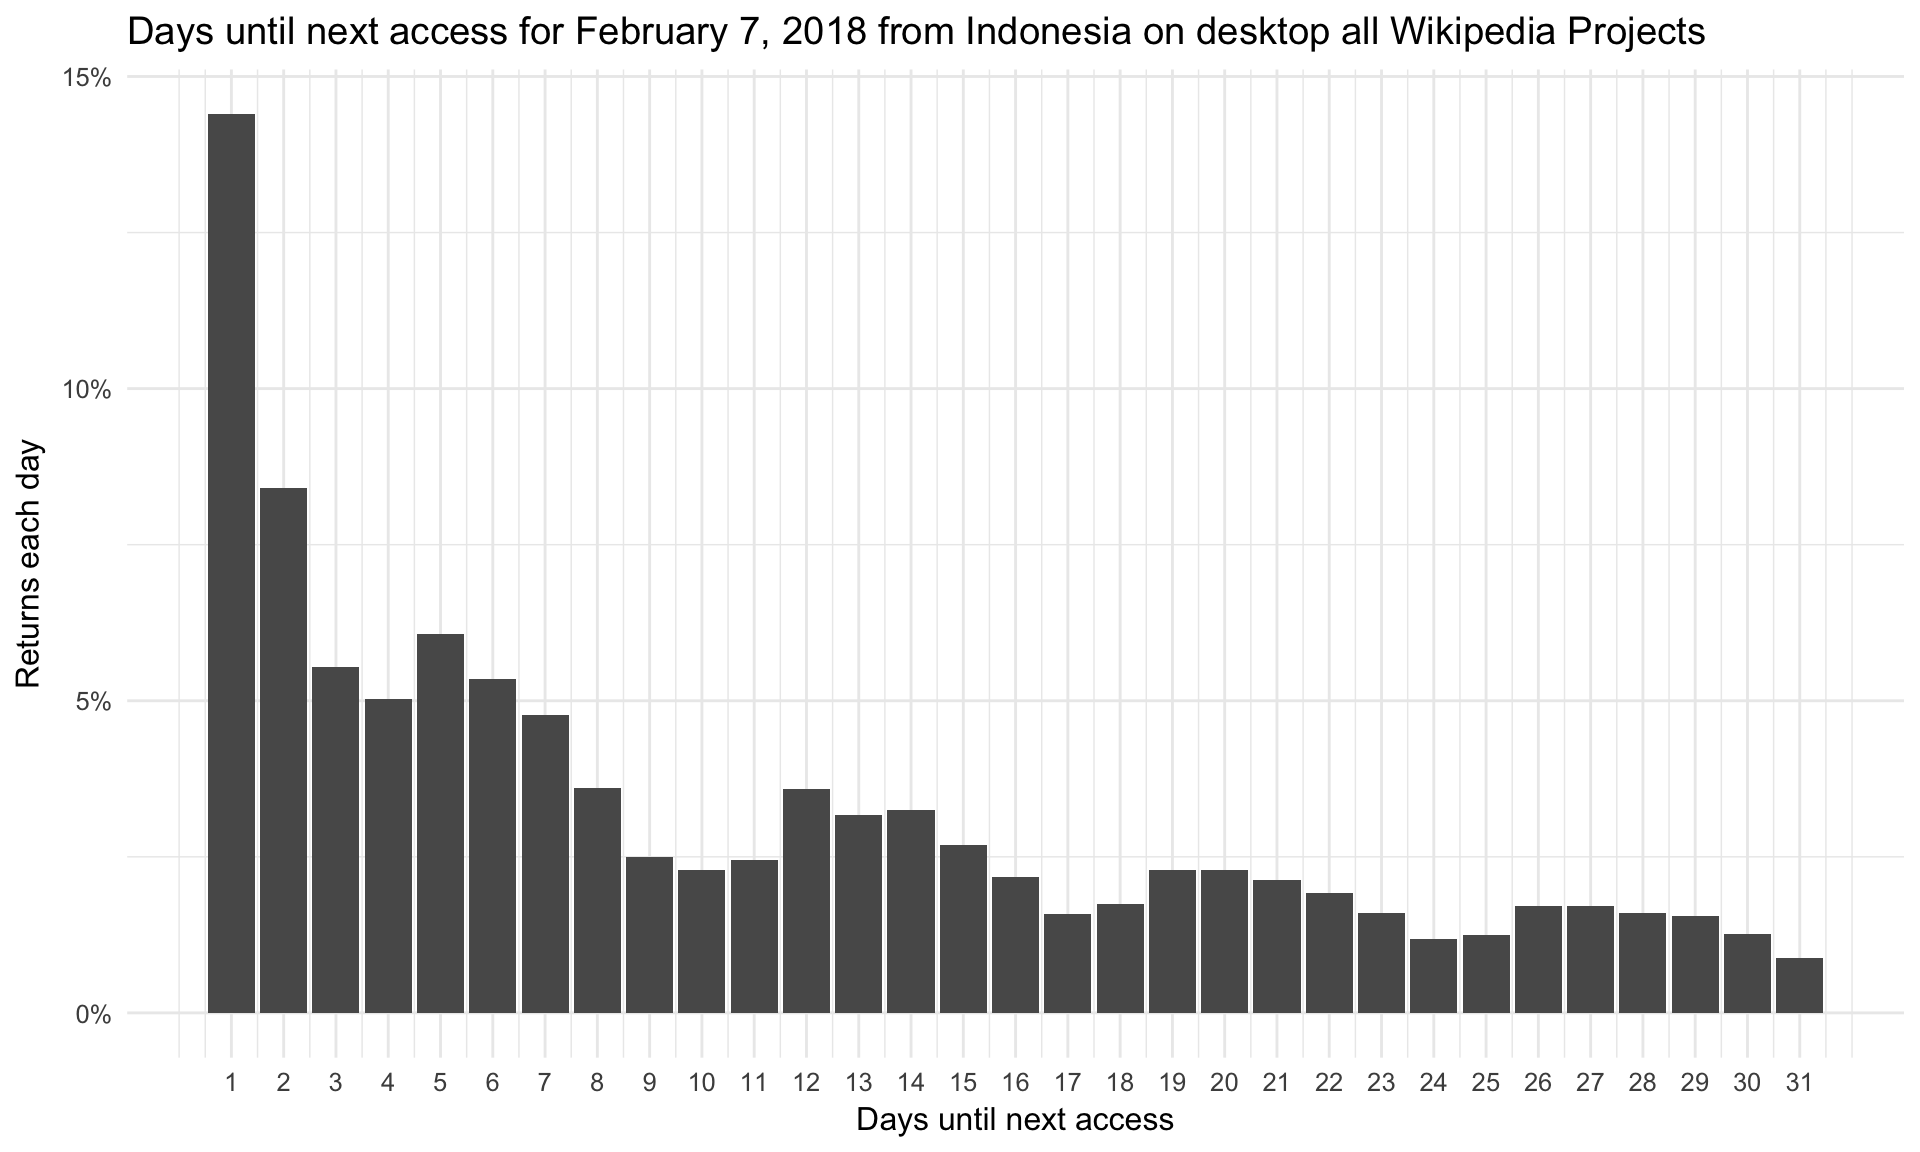 Days until next access for February 7, 2018 from Indonesia on desktop all Wikipedia Projects
15%
10%
5%
0%
Returns each day
1 2 3 4 5 6 7 8 9 10 11 12 13 14 15 16 17 18 19 20 21 22 23 24 25 26 27 28 29 30 31
Days until next access